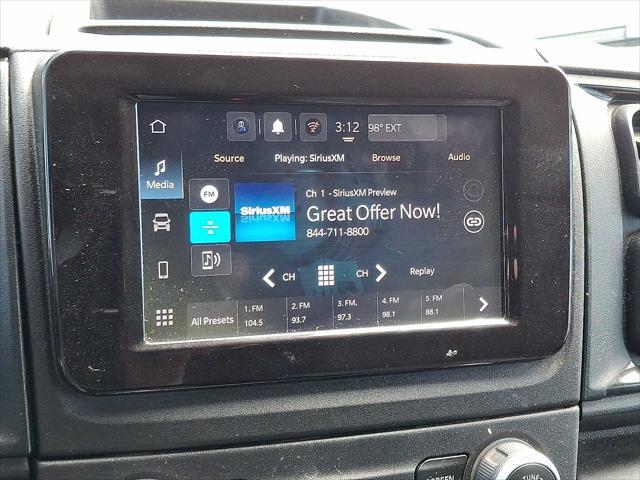 3:12 98° EXT
Source Playing: SiriusXM Browse Audio
Media
FM
SiriusXM
Ch 1 - SiriusXM Preview
Great Offer Now!
844-711-8800
CH CH Replay
All Presets
1. FM 2. FM 3. FM 4. FM 5. FM
104.5 93.7 97.3 98.1 88.1
SCREEN TUNE